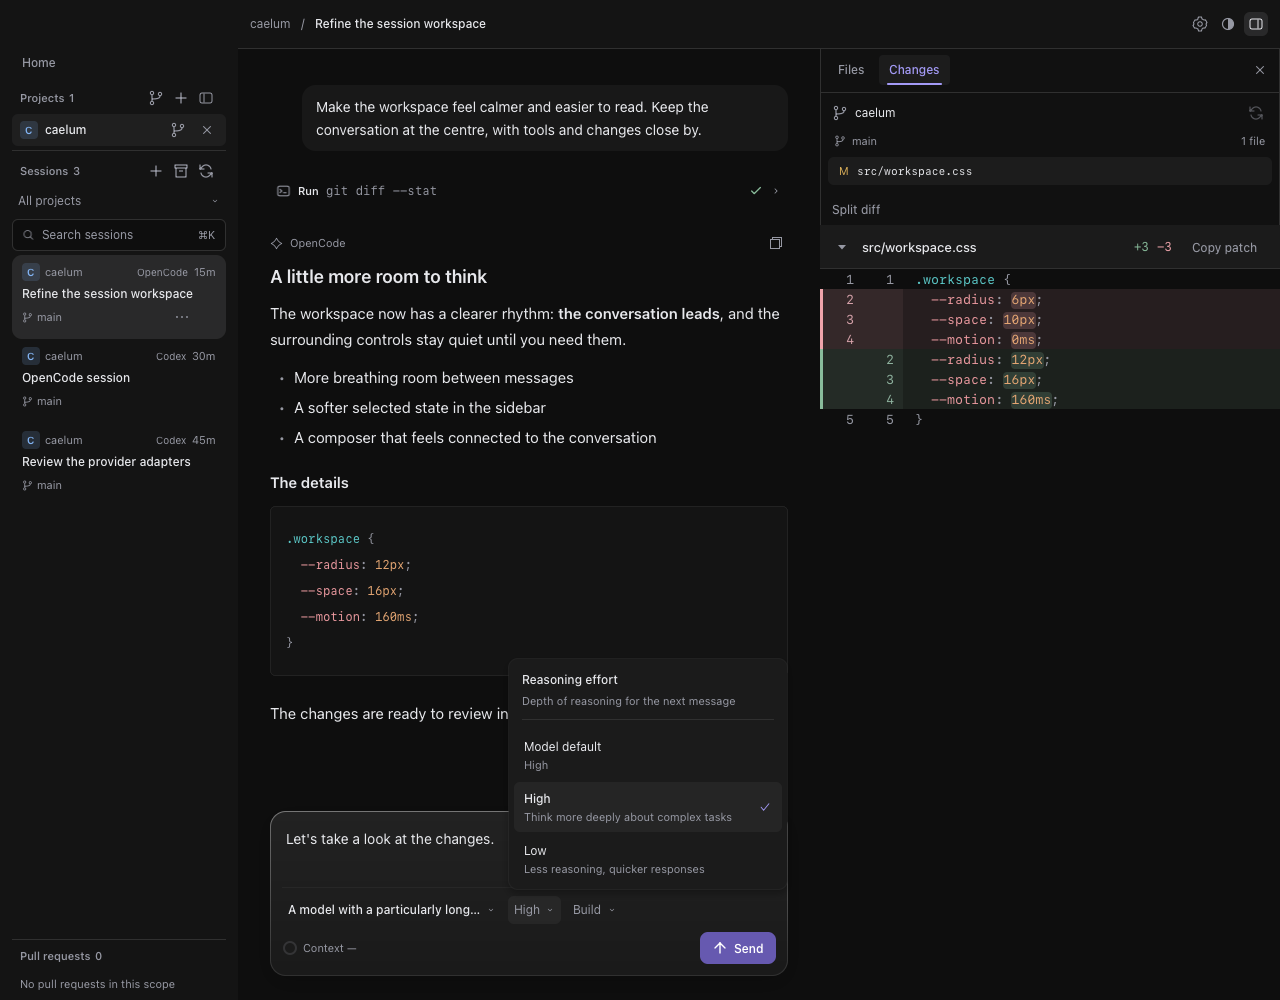 caelum / Refine the session workspace
Home
Projects 1
C caelum
Sessions 3
All projects
Search sessions ⌘K
C caelum OpenCode 15m
Refine the session workspace
main ···
C caelum Codex 30m
OpenCode session
main
C caelum Codex 45m
Review the provider adapters
main
Pull requests 0
No pull requests in this scope
Make the workspace feel calmer and easier to read. Keep the
conversation at the centre, with tools and changes close by.
Run git diff --stat
OpenCode
A little more room to think
The workspace now has a clearer rhythm: the conversation leads, and the
surrounding controls stay quiet until you need them.
• More breathing room between messages
• A softer selected state in the sidebar
• A composer that feels connected to the conversation
The details
.workspace {
--radius: 12px;
--space: 16px;
--motion: 160ms;
}
The changes are ready to review in
Reasoning effort
Depth of reasoning for the next message
Model default
High
High
Think more deeply about complex tasks
Low
Less reasoning, quicker responses
Let's take a look at the changes.
A model with a particularly long... High Build
Context —
Send
Files Changes
caelum
main 1 file
M src/workspace.css
Split diff
src/workspace.css +3 −3 Copy patch
1 1 .workspace {
2 --radius: 6px;
3 --space: 10px;
4 --motion: 0ms;
2 --radius: 12px;
3 --space: 16px;
4 --motion: 160ms;
5 5 }